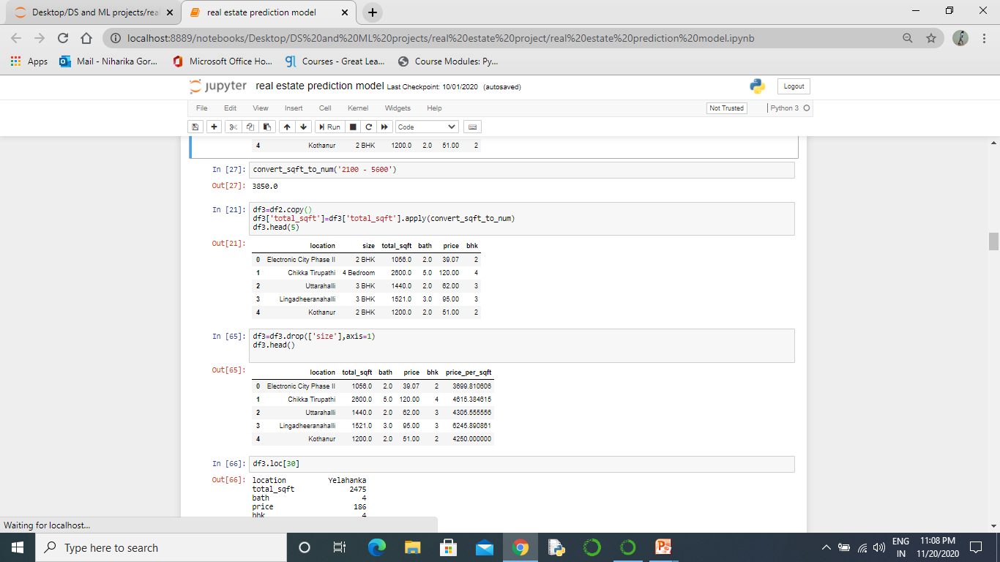 Desktop/DS and ML projects/real
real estate prediction model
localhost:8889/notebooks/Desktop/DS%20and%20ML%20projects/real%20estate%20project/real%20estate%20prediction%20model.ipynb
Apps Mail - Niharika Gor... Microsoft Office Ho... Courses - Great Lea... Course Modules: Py...
jupyter real estate prediction model Last Checkpoint: 10/01/2020 (autosaved) Logout
File Edit View Insert Cell Kernel Widgets Help Not Trusted Python 3
Run Code
4 Kothanur 2 BHK 1200.0 2.0 51.00 2
In [27]: convert_sqft_to_num('2100 - 5600')
Out[27]: 3850.0
In [21]: df3=df2.copy()
df3['total_sqft']=df3['total_sqft'].apply(convert_sqft_to_num)
df3.head(5)
Out[21]:
location size total_sqft bath price bhk
0 Electronic City Phase II 2 BHK 1056.0 2.0 39.07 2
1 Chikka Tirupathi 4 Bedroom 2600.0 5.0 120.00 4
2 Uttarahalli 3 BHK 1440.0 2.0 62.00 3
3 Lingadheeranahalli 3 BHK 1521.0 3.0 95.00 3
4 Kothanur 2 BHK 1200.0 2.0 51.00 2
In [65]: df3=df3.drop(['size'],axis=1)
df3.head()
Out[65]:
location total_sqft bath price bhk price_per_sqft
0 Electronic City Phase II 1056.0 2.0 39.07 2 3699.810606
1 Chikka Tirupathi 2600.0 5.0 120.00 4 4615.384615
2 Uttarahalli 1440.0 2.0 62.00 3 4305.555556
3 Lingadheeranahalli 1521.0 3.0 95.00 3 6245.890861
4 Kothanur 1200.0 2.0 51.00 2 4250.000000
In [66]: df3.loc[30]
Out[66]: location Yelahanka
total_sqft 2475
bath 4
price 186
bhk 4
Waiting for localhost...
Type here to search
ENG 11:08 PM
IN 11/20/2020